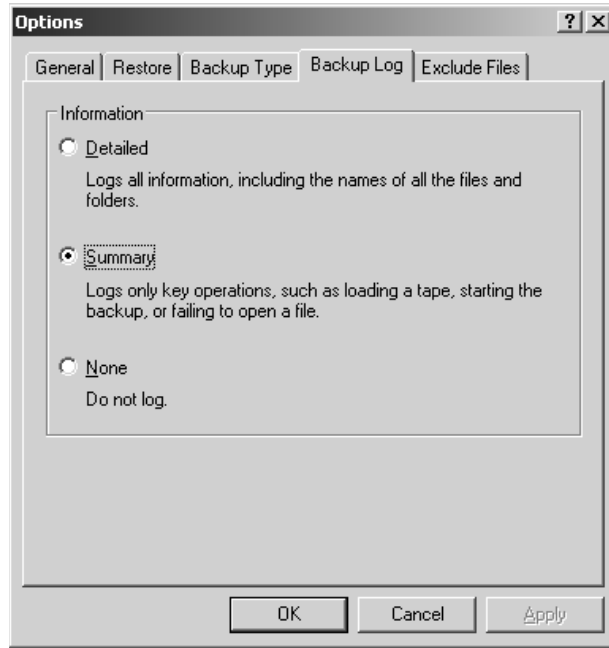 Options ? ×
General Restore Backup Type Backup Log Exclude Files
Information
Detailed
Logs all information, including the names of all the files and
folders.
Summary
Logs only key operations, such as loading a tape, starting the
backup, or failing to open a file.
None
Do not log.
OK Cancel Apply